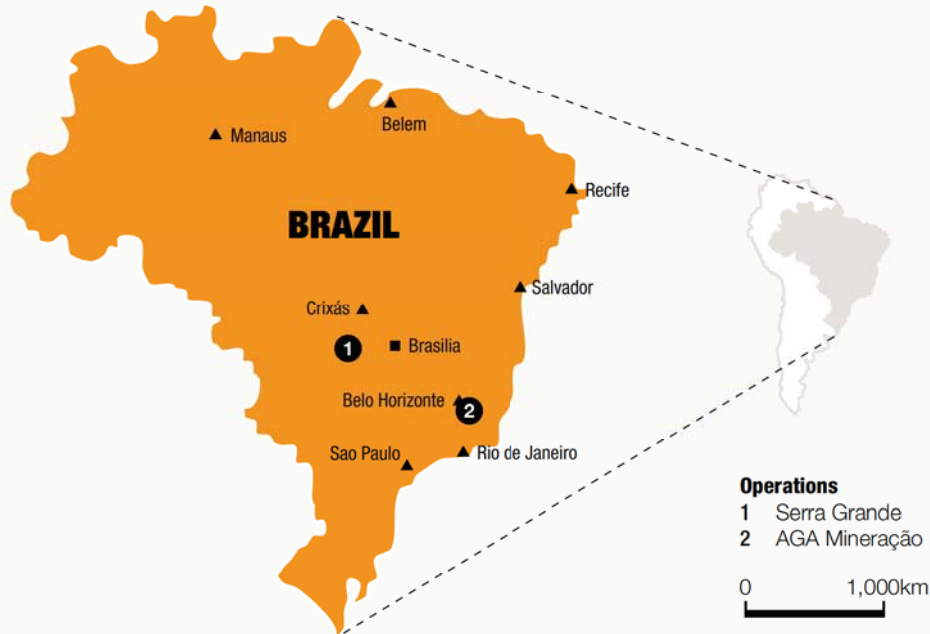 Belem
Manaus
Recife
BRAZIL
Salvador
Crixás
1
Brasilia
Belo Horizonte
2
Sao Paulo
Rio de Janeiro
Operations
1 Serra Grande
2 AGA Mineração
0 1,000km